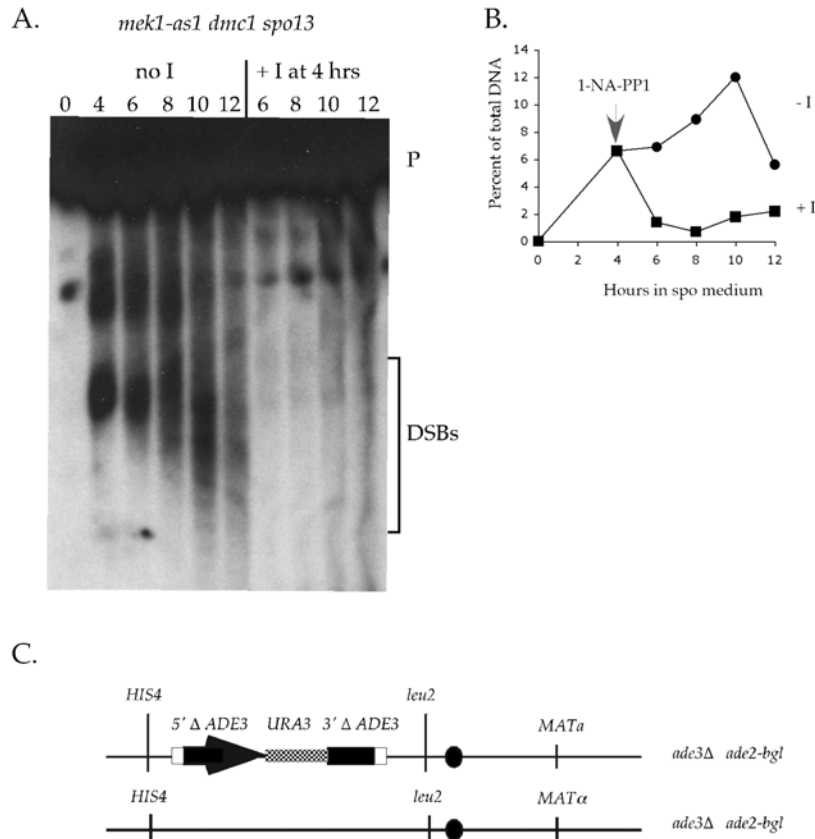 A.
mek1-as1 dmc1 spo13
no I
+ I at 4 hrs
0 4 6 8 10 12 6 8 10 12
P
DSBs
B.
14
12
10
8
6
4
2
0
Percent of total DNA
1-NA-PP1
- I
+ I
0 2 4 6 8 10 12
Hours in spo medium
C.
HIS4
5' Δ ADE3
URA3
3' Δ ADE3
leu2
MATa
ade3Δ ade2-bgl
HIS4
leu2
MATα
ade3Δ ade2-bgl